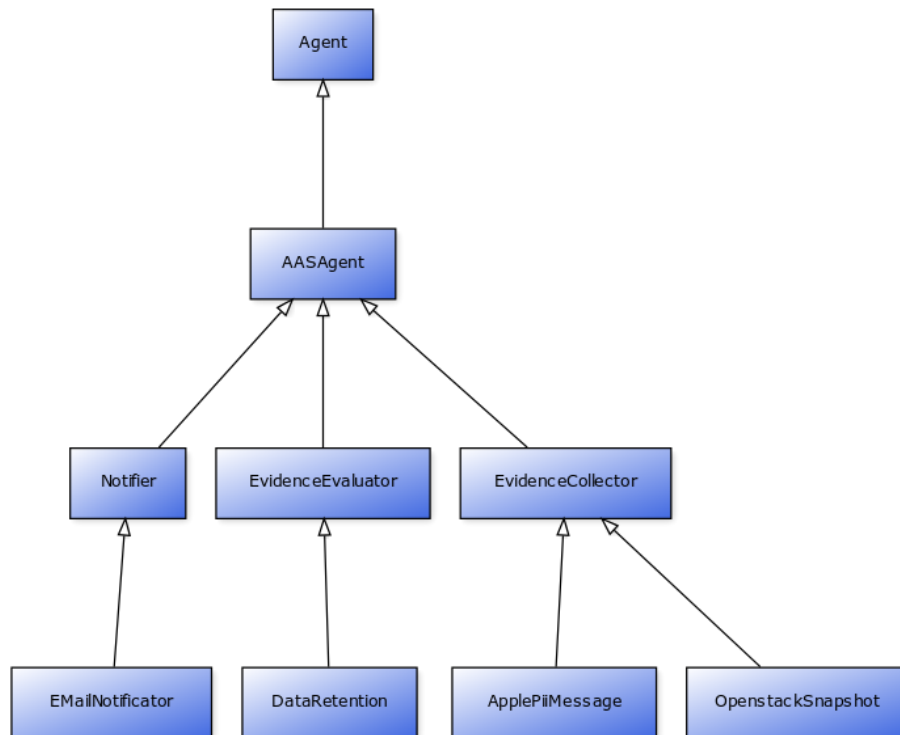 Agent
AASAgent
Notifier
EvidenceEvaluator
EvidenceCollector
EMailNotificator
DataRetention
ApplePiiMessage
OpenstackSnapshot